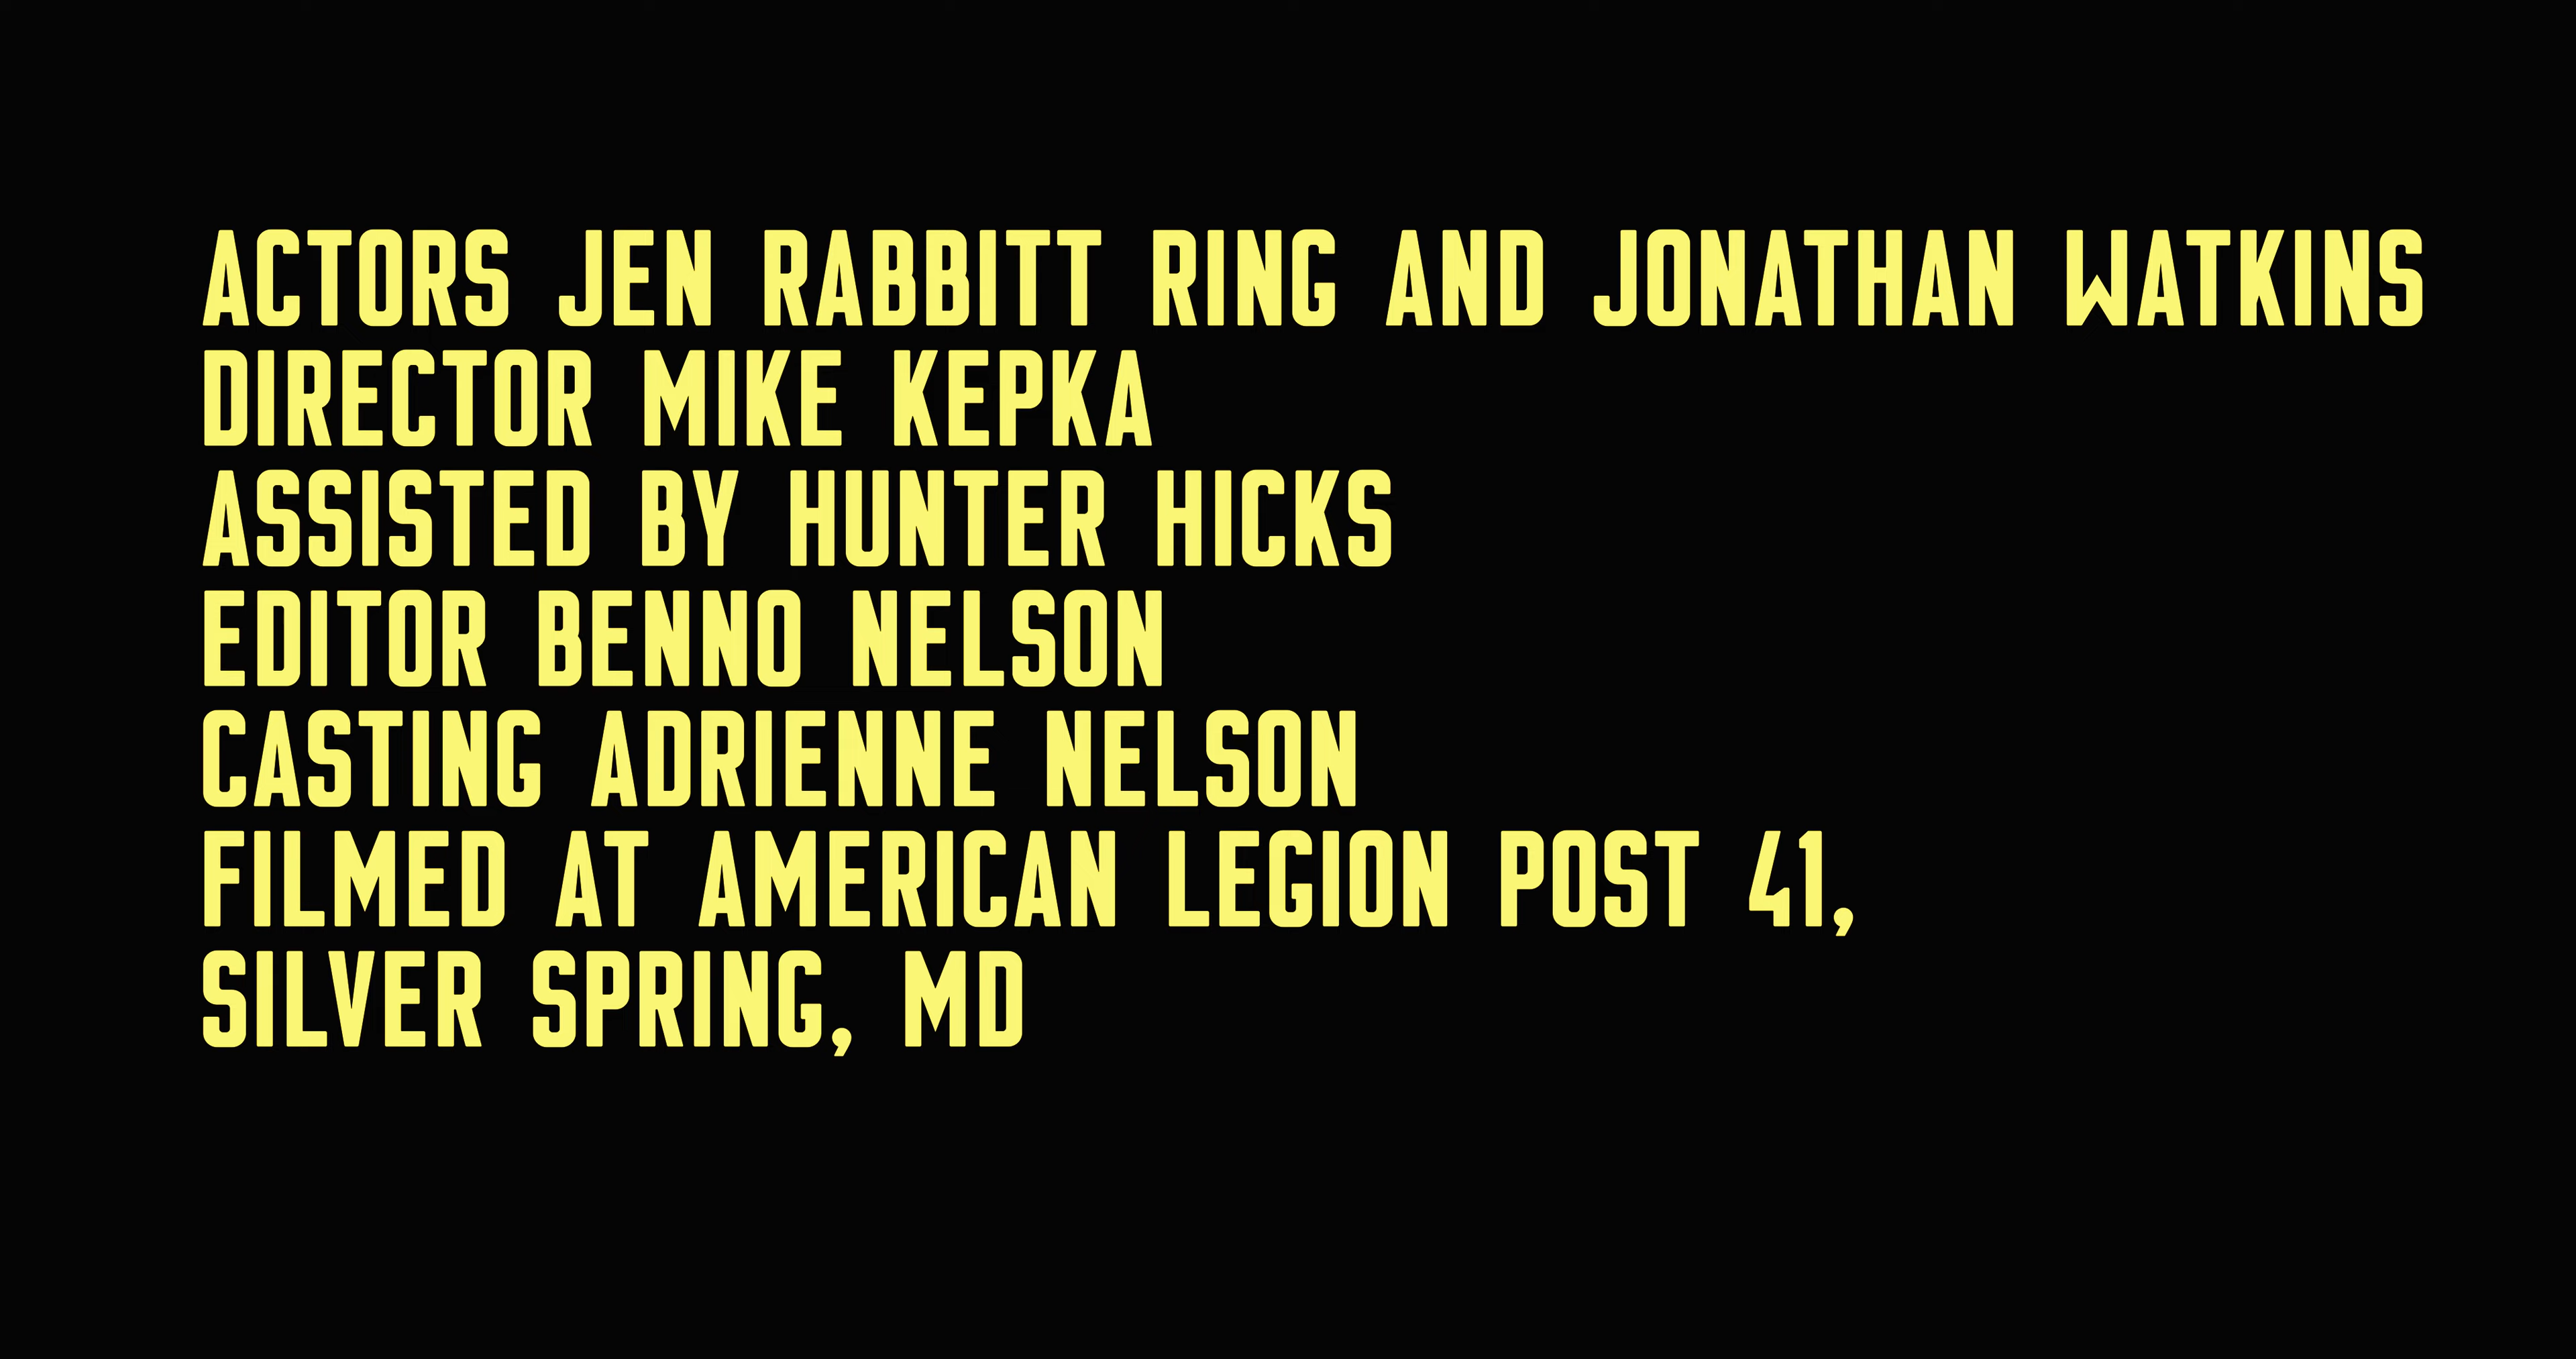 ACTORS JEN RABBITT RING AND JONATHAN WATKINS
DIRECTOR MIKE KEPKA
ASSISTED BY HUNTER HICKS
EDITOR BENNO NELSON
CASTING ADRIENNE NELSON
FILMED AT AMERICAN LEGION POST 41,
SILVER SPRING, MD